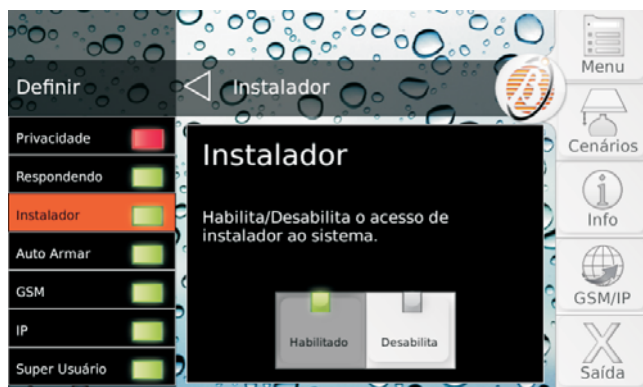 Definir
Instalador
Menu
Privacidade
Respondendo
Instalador
Auto Armar
GSM
IP
Super Usuário
Instalador
Habilita/Desabilita o acesso de
instalador ao sistema.
Habilitado
Desabilita
Cenários
Info
GSM/IP
Saída